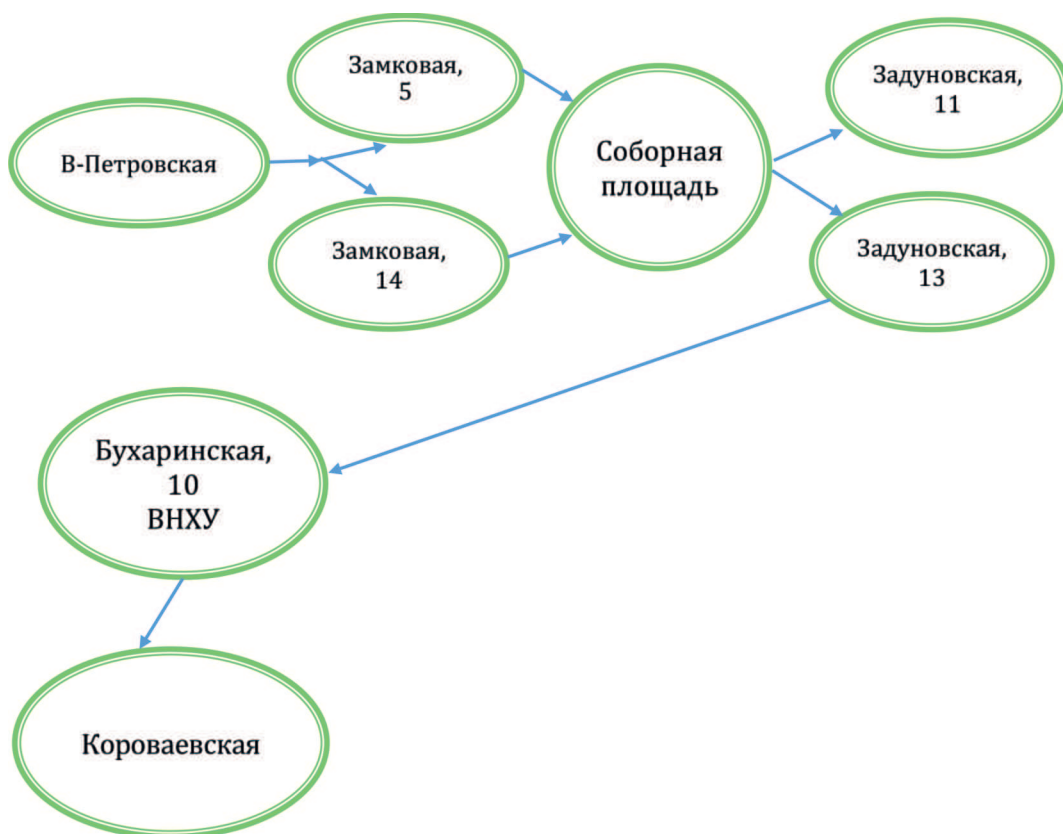 В-Петровская
Замковая,
5
Замковая,
14
Соборная
площадь
Задуновская,
11
Задуновская,
13
Бухаринская,
10
ВНХУ
Короваевская